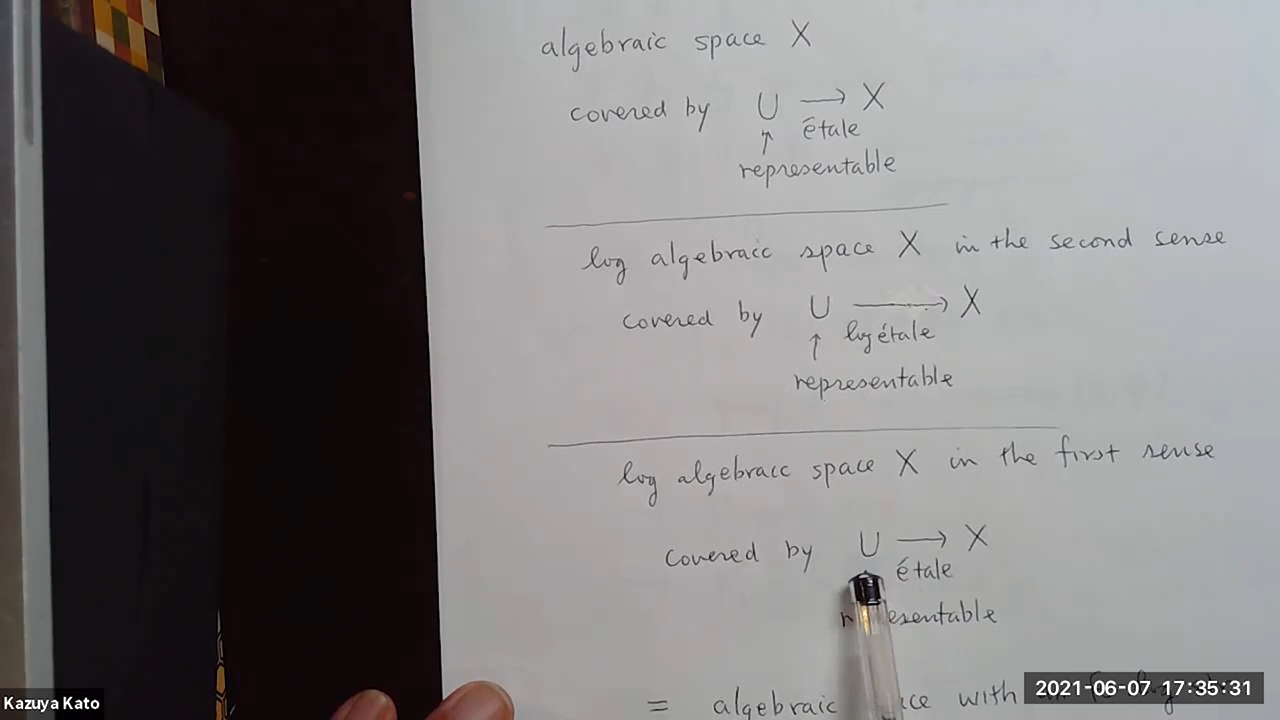 algebraic space X
covered by U → X
étale
↑
representable
log algebraic space X in the second sense
covered by U → X
↑ log étale
representable
log algebraic space X in the first sense
covered by U → X
étale
= algebraic with
Kazuya Kato
2021-06-07 17:35:31